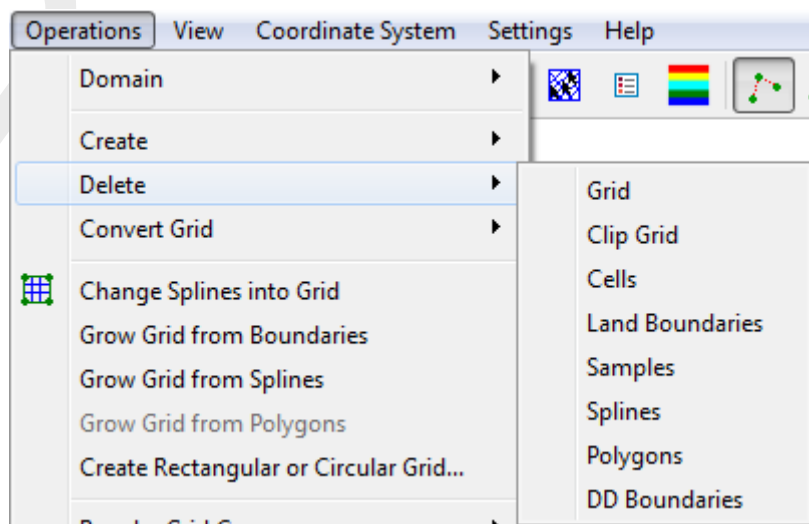 Operations View Coordinate System Settings Help
Domain
Create
Delete
Convert Grid
Change Splines into Grid
Grow Grid from Boundaries
Grow Grid from Splines
Grow Grid from Polygons
Create Rectangular or Circular Grid...
Grid
Clip Grid
Cells
Land Boundaries
Samples
Splines
Polygons
DD Boundaries